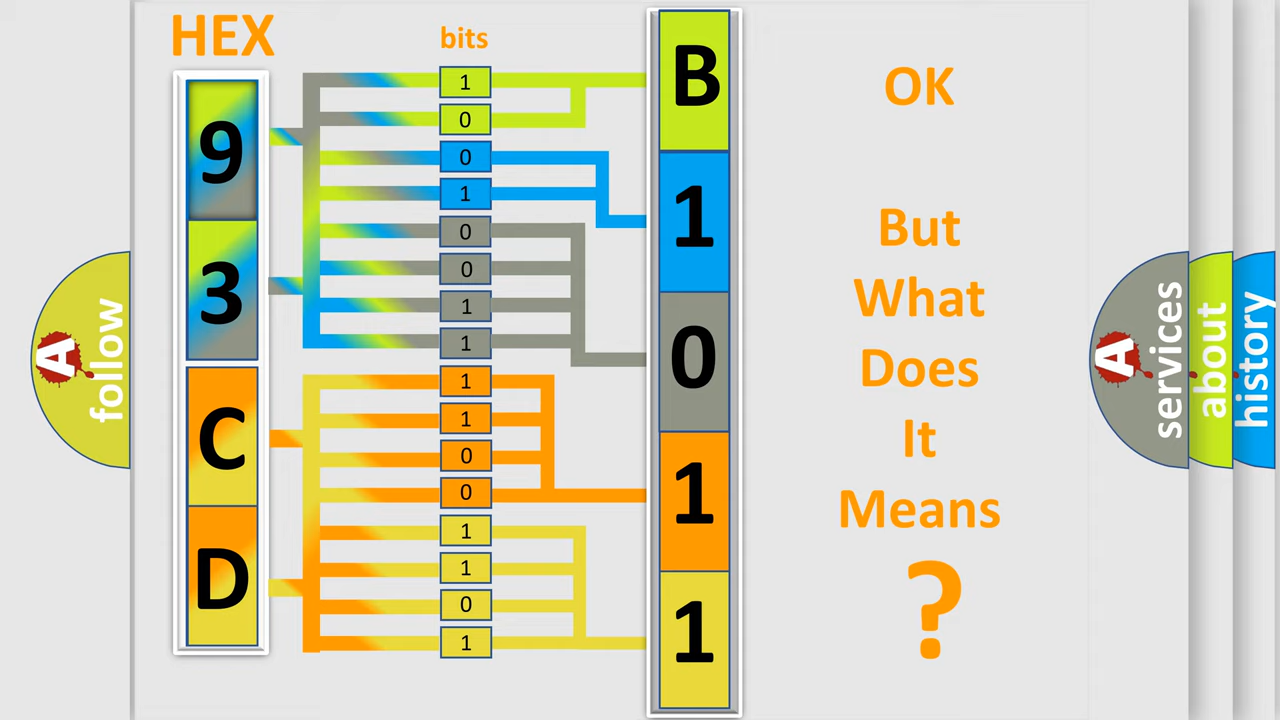 HEX
bits
9
3
C
D
1
0
0
1
0
0
1
1
1
1
0
0
1
1
0
1
B
1
0
1
1
OK
But
What
Does
It
Means
?
A
follow
A
services
about
history